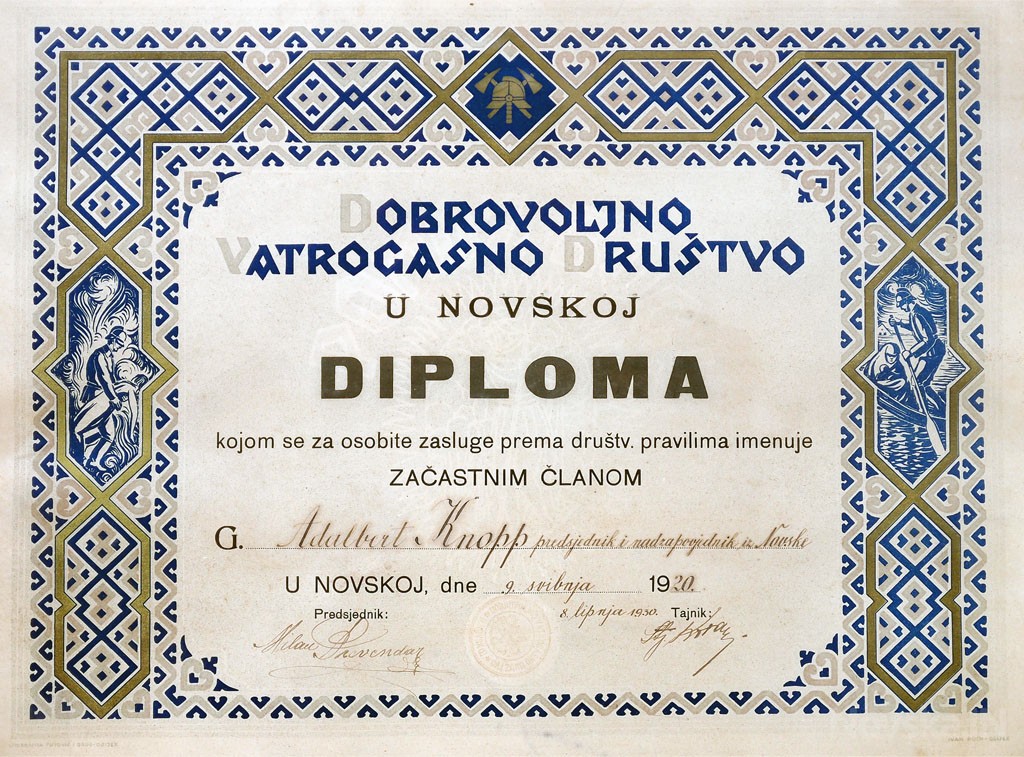 DOBROVOLJNO
VATROGASNO DRUŠTVO
U NOVSKOJ
DIPLOMA
kojom se za osobite zasluge prema društv. pravilima imenuje
ZAČASTNIM ČLANOM
G. Adalbert Knopp predsjednik i nadzapovjednik iz Novske
U NOVSKOJ, dne 9. svibnja 1920.
8. lipnja 1930.
Predsjednik: Tajnik:
Milan